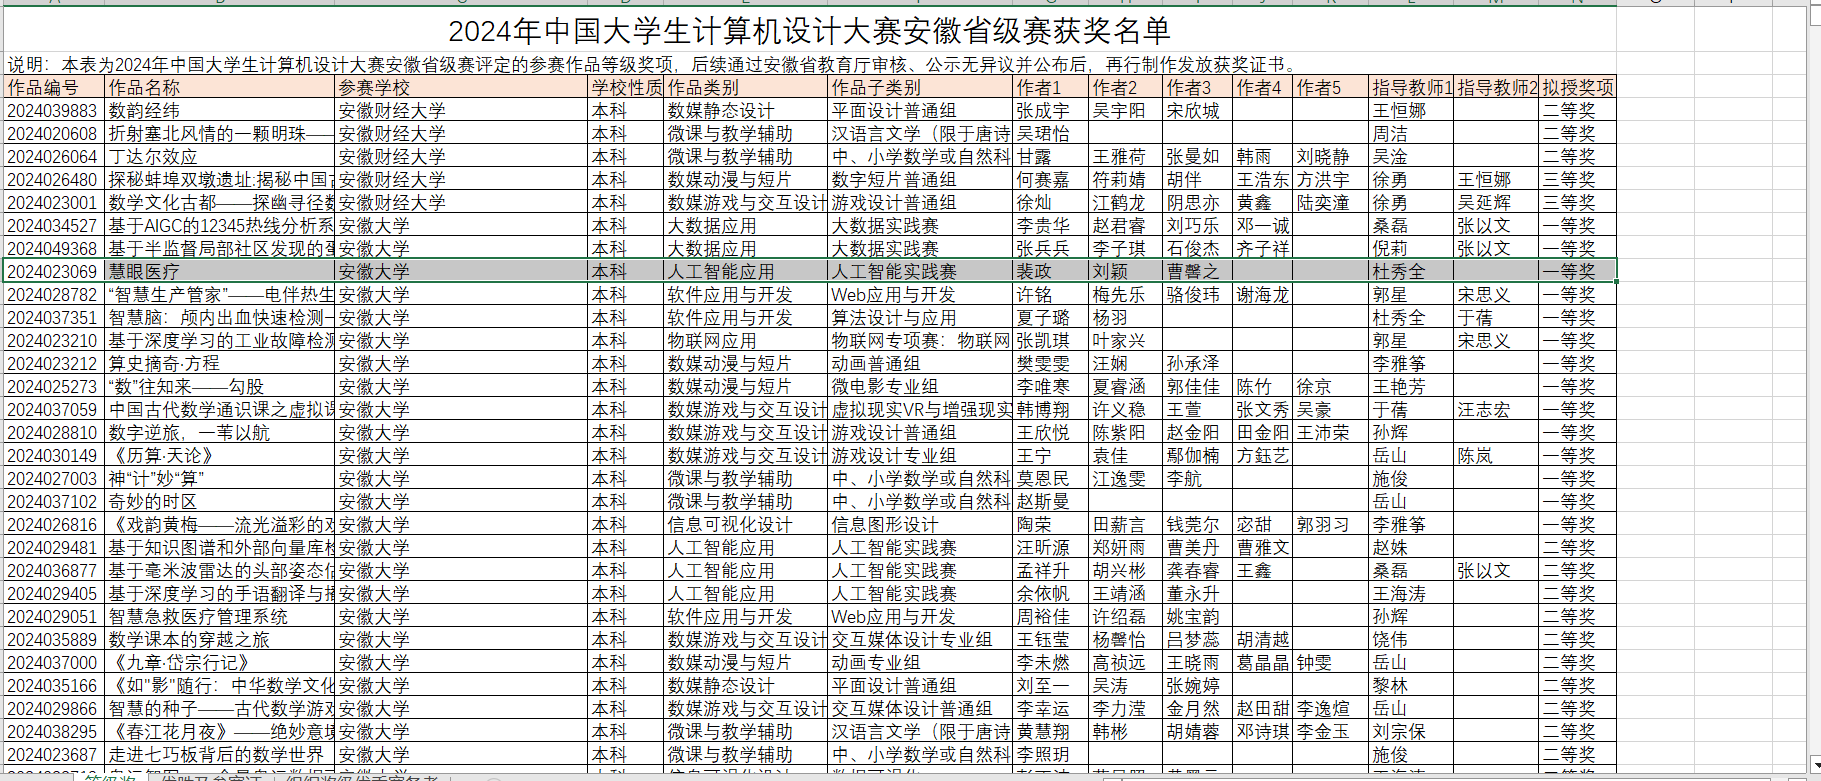 2024年中国大学生计算机设计大赛安徽省级赛获奖名单
说明：本表为2024年中国大学生计算机设计大赛安徽省级赛评定的参赛作品等级奖项，后续通过安徽省教育厅审核、公示无异议并公布后，再行制作发放获奖证书。
作品编号 作品名称 参赛学校 学校性质 作品类别 作品子类别 作者1 作者2 作者3 作者4 作者5 指导教师1 指导教师2 拟授奖项
2024039883 数韵经纬 安徽财经大学 本科 数媒静态设计 平面设计普通组 张成宇 吴宇阳 宋欣城 王恒娜 二等奖
2024020608 折射塞北风情的一颗明珠—— 安徽财经大学 本科 微课与教学辅助 汉语言文学（限于唐诗 吴珺怡 周洁 二等奖
2024026064 丁达尔效应 安徽财经大学 本科 微课与教学辅助 中、小学数学或自然科 甘露 王雅荷 张曼如 韩雨 刘晓静 吴淦 二等奖
2024026480 探秘蚌埠双墩遗址:揭秘中国古 安徽财经大学 本科 数媒动漫与短片 数字短片普通组 何赛嘉 符莉婧 胡伴 王浩东 方洪宇 徐勇 王恒娜 三等奖
2024023001 数学文化古都——探幽寻径数 安徽财经大学 本科 数媒游戏与交互设计 游戏设计普通组 徐灿 江鹤龙 阴思亦 黄鑫 陆奕潼 徐勇 吴延辉 三等奖
2024034527 基于AIGC的12345热线分析系 安徽大学 本科 大数据应用 大数据实践赛 李贵华 赵君睿 刘巧乐 邓一诚 桑磊 张以文 一等奖
2024049368 基于半监督局部社区发现的蛋 安徽大学 本科 大数据应用 大数据实践赛 张兵兵 李子琪 石俊杰 齐子祥 倪莉 张以文 一等奖
2024023069 慧眼医疗 安徽大学 本科 人工智能应用 人工智能实践赛 裴政 刘颖 曹馨之 杜秀全 一等奖
2024028782 “智慧生产管家”——电伴热生 安徽大学 本科 软件应用与开发 Web应用与开发 许铭 梅先乐 骆俊玮 谢海龙 郭星 宋思义 一等奖
2024037351 智慧脑：颅内出血快速检测一 安徽大学 本科 软件应用与开发 算法设计与应用 夏子璐 杨羽 杜秀全 于蒨 一等奖
2024023210 基于深度学习的工业故障检测 安徽大学 本科 物联网应用 物联网专项赛：物联网 张凯琪 叶家兴 郭星 宋思义 一等奖
2024023212 算史摘奇·方程 安徽大学 本科 数媒动漫与短片 动画普通组 樊雯雯 汪娴 孙承泽 李雅筝 一等奖
2024025273 “数”往知来——勾股 安徽大学 本科 数媒动漫与短片 微电影专业组 李唯寒 夏睿涵 郭佳佳 陈竹 徐京 王艳芳 一等奖
2024037059 中国古代数学通识课之虚拟课 安徽大学 本科 数媒游戏与交互设计 虚拟现实VR与增强现实 韩博翔 许义稳 王萱 张文秀 吴豪 于蒨 汪志宏 一等奖
2024028810 数字逆旅，一苇以航 安徽大学 本科 数媒游戏与交互设计 游戏设计普通组 王欣悦 陈紫阳 赵金阳 田金阳 王沛荣 孙辉 一等奖
2024030149 《历算·天论》 安徽大学 本科 数媒游戏与交互设计 游戏设计专业组 王宁 袁佳 鄢伽楠 方鈺艺 岳山 陈岚 一等奖
2024027003 神“计”妙“算” 安徽大学 本科 微课与教学辅助 中、小学数学或自然科 莫恩民 江逸雯 李航 施俊 一等奖
2024037102 奇妙的时区 安徽大学 本科 微课与教学辅助 中、小学数学或自然科 赵斯曼 岳山 一等奖
2024026816 《戏韵黄梅——流光溢彩的戏 安徽大学 本科 信息可视化设计 信息图形设计 陶荣 田薪言 钱莞尔 宓甜 郭羽习 李雅筝 一等奖
2024029481 基于知识图谱和外部向量库检 安徽大学 本科 人工智能应用 人工智能实践赛 汪昕源 郑妍雨 曹美丹 曹雅文 赵姝 二等奖
2024036877 基于毫米波雷达的头部姿态估 安徽大学 本科 人工智能应用 人工智能实践赛 孟祥升 胡兴彬 龚春睿 王鑫 桑磊 张以文 二等奖
2024029405 基于深度学习的手语翻译与播 安徽大学 本科 人工智能应用 人工智能实践赛 余依帆 王靖涵 董永升 王海涛 二等奖
2024029051 智慧急救医疗管理系统 安徽大学 本科 软件应用与开发 Web应用与开发 周裕佳 许绍磊 姚宝韵 孙辉 二等奖
2024035889 数学课本的穿越之旅 安徽大学 本科 数媒游戏与交互设计 交互媒体设计专业组 王钰莹 杨馨怡 吕梦蕊 胡清越 饶伟 二等奖
2024037000 《九章·岱宗行记》 安徽大学 本科 数媒动漫与短片 动画专业组 李未燃 高祯远 王晓雨 葛晶晶 钟雯 岳山 二等奖
2024035166 《如"影"随行：中华数学文化 安徽大学 本科 数媒静态设计 平面设计普通组 刘至一 吴涛 张婉婷 黎林 二等奖
2024029866 智慧的种子——古代数学游戏 安徽大学 本科 数媒游戏与交互设计 交互媒体设计普通组 李幸运 李力滢 金月然 赵田甜 李逸煊 岳山 二等奖
2024038295 《春江花月夜》——绝妙意境 安徽大学 本科 微课与教学辅助 汉语言文学（限于唐诗 黄慧翔 韩彬 胡婧蓉 邓诗琪 李金玉 刘宗保 二等奖
2024023687 走进七巧板背后的数学世界 安徽大学 本科 微课与教学辅助 中、小学数学或自然科 李照玥 施俊 二等奖